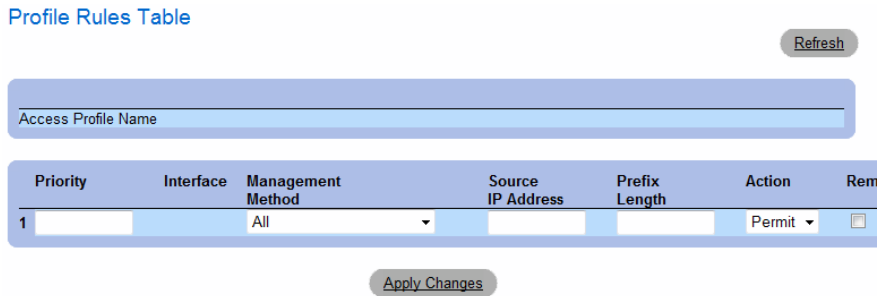 Profile Rules Table
Refresh
Access Profile Name
Priority Interface Management Method Source IP Address Prefix Length Action Rem
1 All Permit
Apply Changes